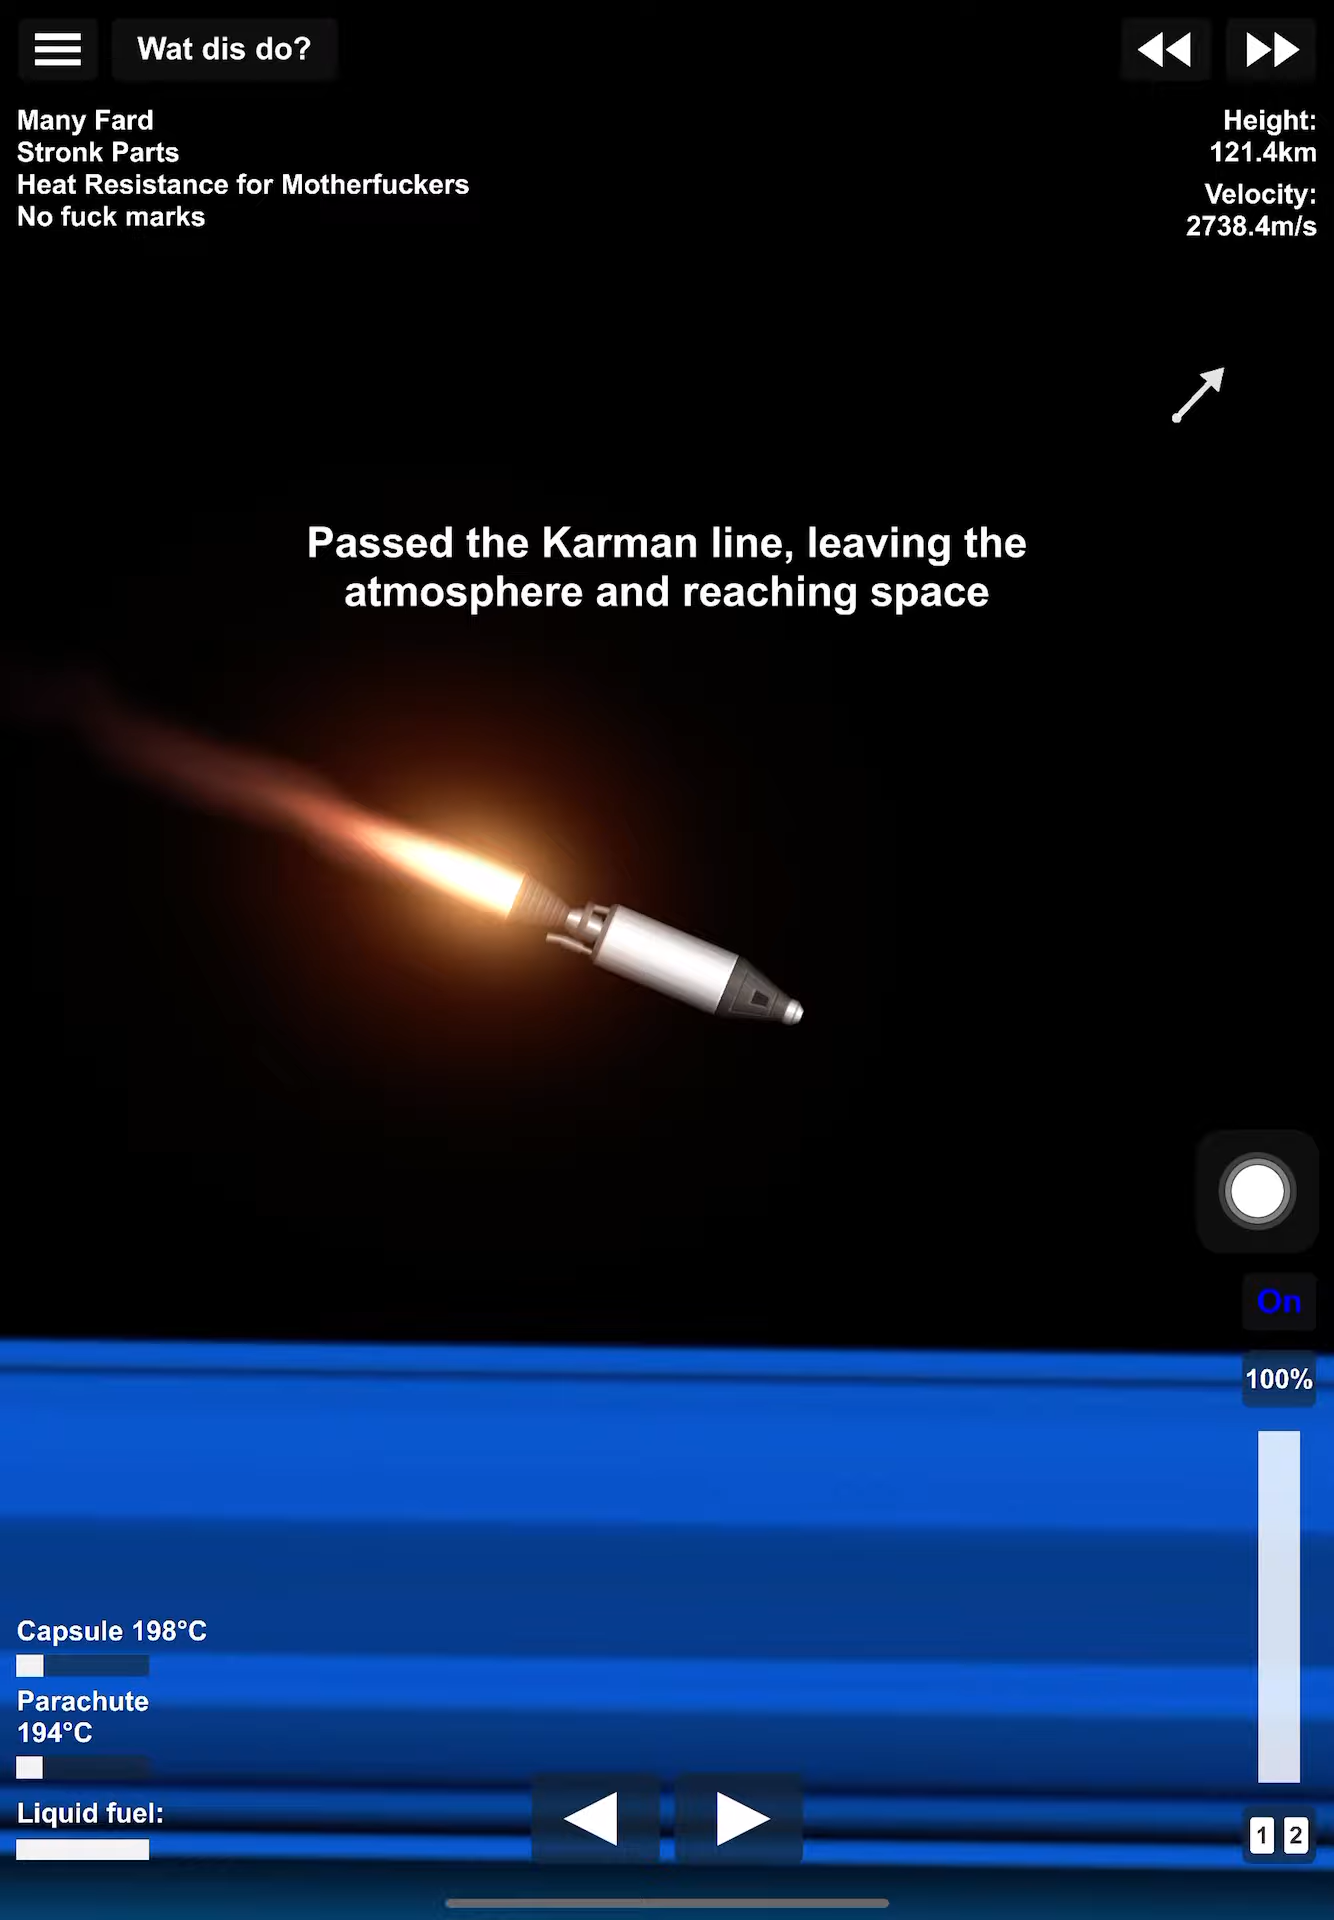 Wat dis do?
Many Fard
Stronk Parts
Heat Resistance for Motherfuckers
No fuck marks
Height:
121.4km
Velocity:
2738.4m/s
Passed the Karman line, leaving the
atmosphere and reaching space
On
100%
Capsule 198°C
Parachute
194°C
Liquid fuel:
1 2